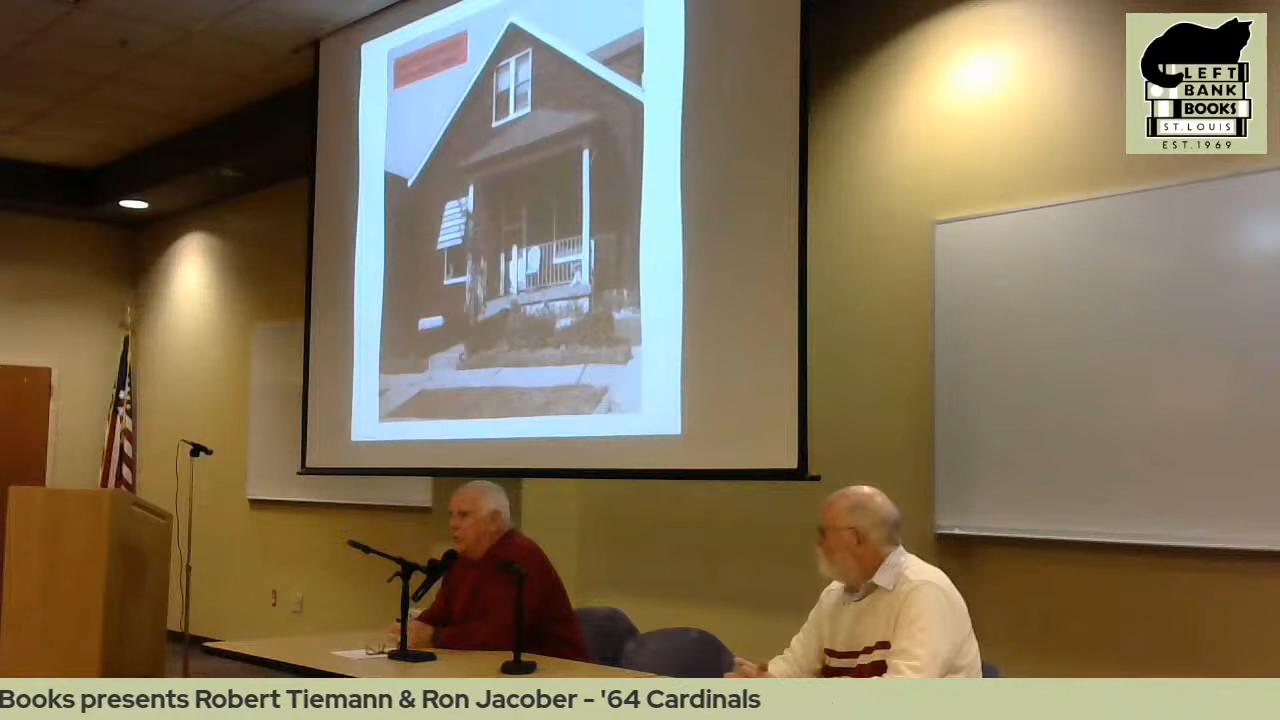 LEFT
BANK
BOOKS
ST. LOUIS
EST. 1969
Books presents Robert Tiemann & Ron Jacober - '64 Cardinals